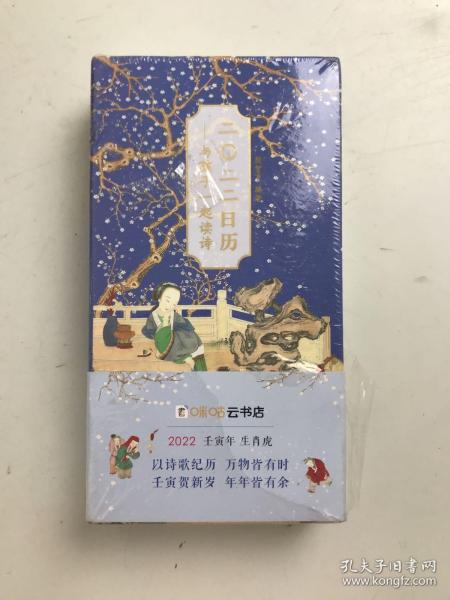 二〇二二日历
趣读诗
咪咕云书店
2022 壬寅年 生肖虎
以诗歌纪历 万物皆有时
壬寅贺新岁 年年皆有余
孔夫子旧书网
www.kongfz.com